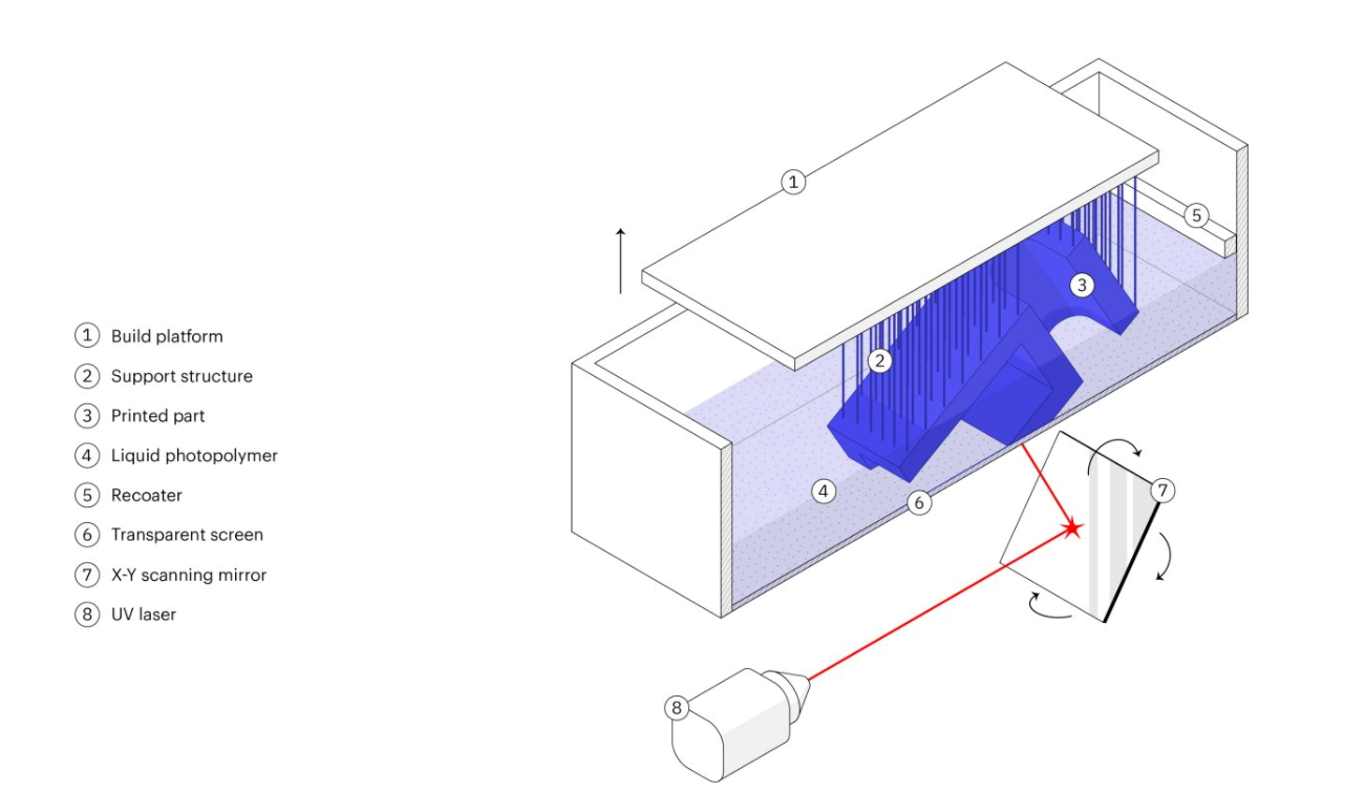 1 Build platform
2 Support structure
3 Printed part
4 Liquid photopolymer
5 Recoater
6 Transparent screen
7 X-Y scanning mirror
8 UV laser
1
5
3
2
4
6
7
8